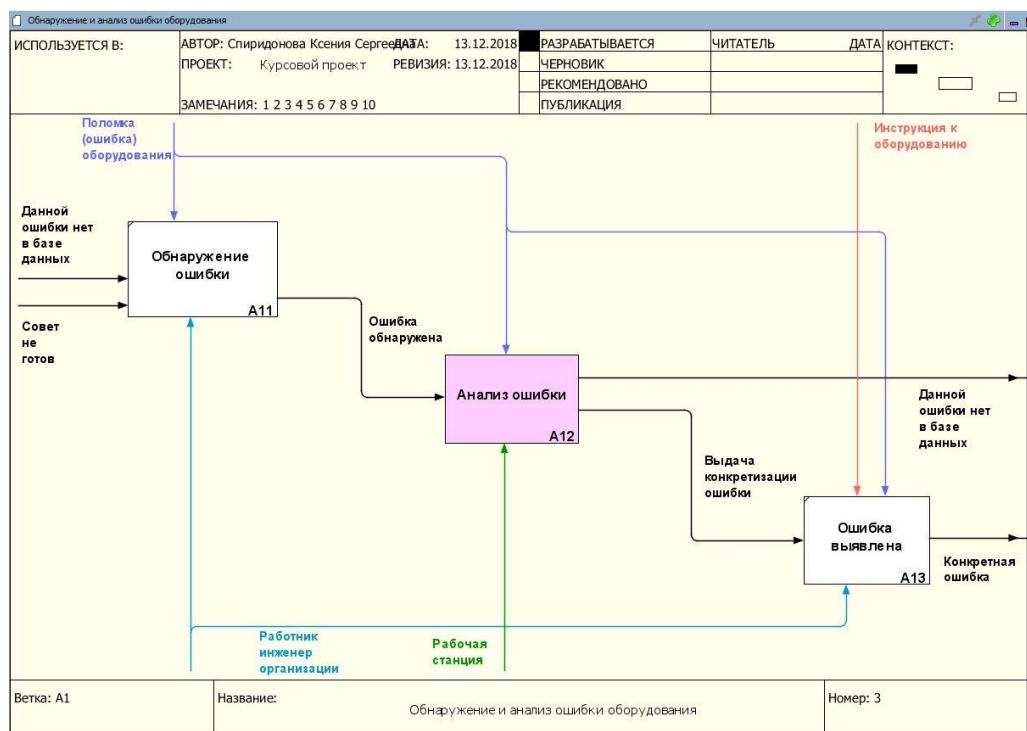 Обнаружение и анализ ошибки оборудования
ИСПОЛЬЗУЕТСЯ В:
АВТОР: Спиридонова Ксения Сергеевна
ДАТА: 13.12.2018
РАЗРАБАТЫВАЕТСЯ
ЧИТАТЕЛЬ
ДАТА
КОНТЕКСТ:
ПРОЕКТ: Курсовой проект
РЕВИЗИЯ: 13.12.2018
ЧЕРНОВИК
РЕКОМЕНДОВАНО
ЗАМЕЧАНИЯ: 1 2 3 4 5 6 7 8 9 10
ПУБЛИКАЦИЯ
Поломка
(ошибка)
оборудования
Инструкция к
оборудованию
Данной
ошибки нет
в базе
данных
Обнаружение
ошибки
A11
Совет
не
готов
Ошибка
обнаружена
Анализ ошибки
A12
Данной
ошибки нет
в базе
данных
Выдача
конкретизации
ошибки
Ошибка
выявлена
A13
Конкретная
ошибка
Работник
инженер
организации
Рабочая
станция
Ветка: A1
Название:
Обнаружение и анализ ошибки оборудования
Номер: 3